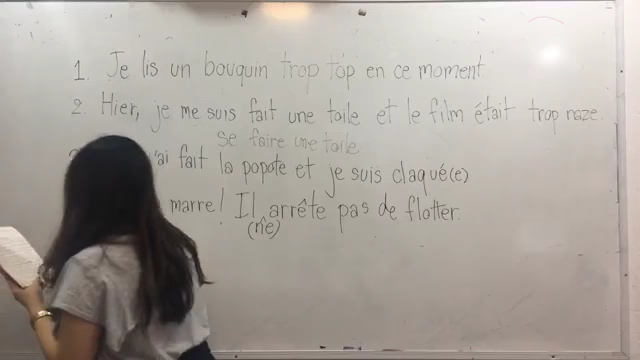 1. Je lis un bouquin trop top en ce moment
2. Hier, je me suis fait une toile et le film était trop naze.
se faire une toile
'ai fait la popote et je suis claqué(e)
marre! Il arrête pas de flotter.
(ne)